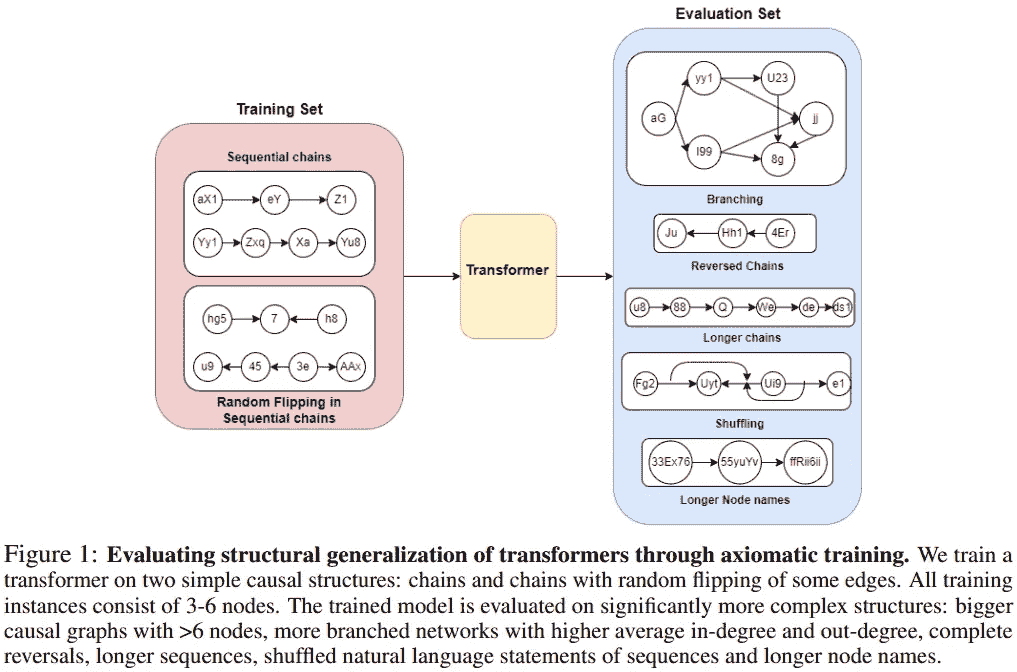 Evaluation Set
Training Set
Sequential chains
aX1 eY Z1
Yy1 Zxq Xa Yu8
hg5 7 h8
u9 45 3e AAx
Random Flipping in
Sequential chains
Transformer
yy1 U23
aG jj
I99 8g
Branching
Ju Hh1 4Er
Reversed Chains
u8 88 Q We de ds1
Longer chains
Fg2 Uyt Ui9 e1
Shuffling
33Ex76 55yuYv ffRii6ii
Longer Node names
Figure 1: Evaluating structural generalization of transformers through axiomatic training. We train a
transformer on two simple causal structures: chains and chains with random flipping of some edges. All training
instances consist of 3-6 nodes. The trained model is evaluated on significantly more complex structures: bigger
causal graphs with >6 nodes, more branched networks with higher average in-degree and out-degree, complete
reversals, longer sequences, shuffled natural language statements of sequences and longer node names.